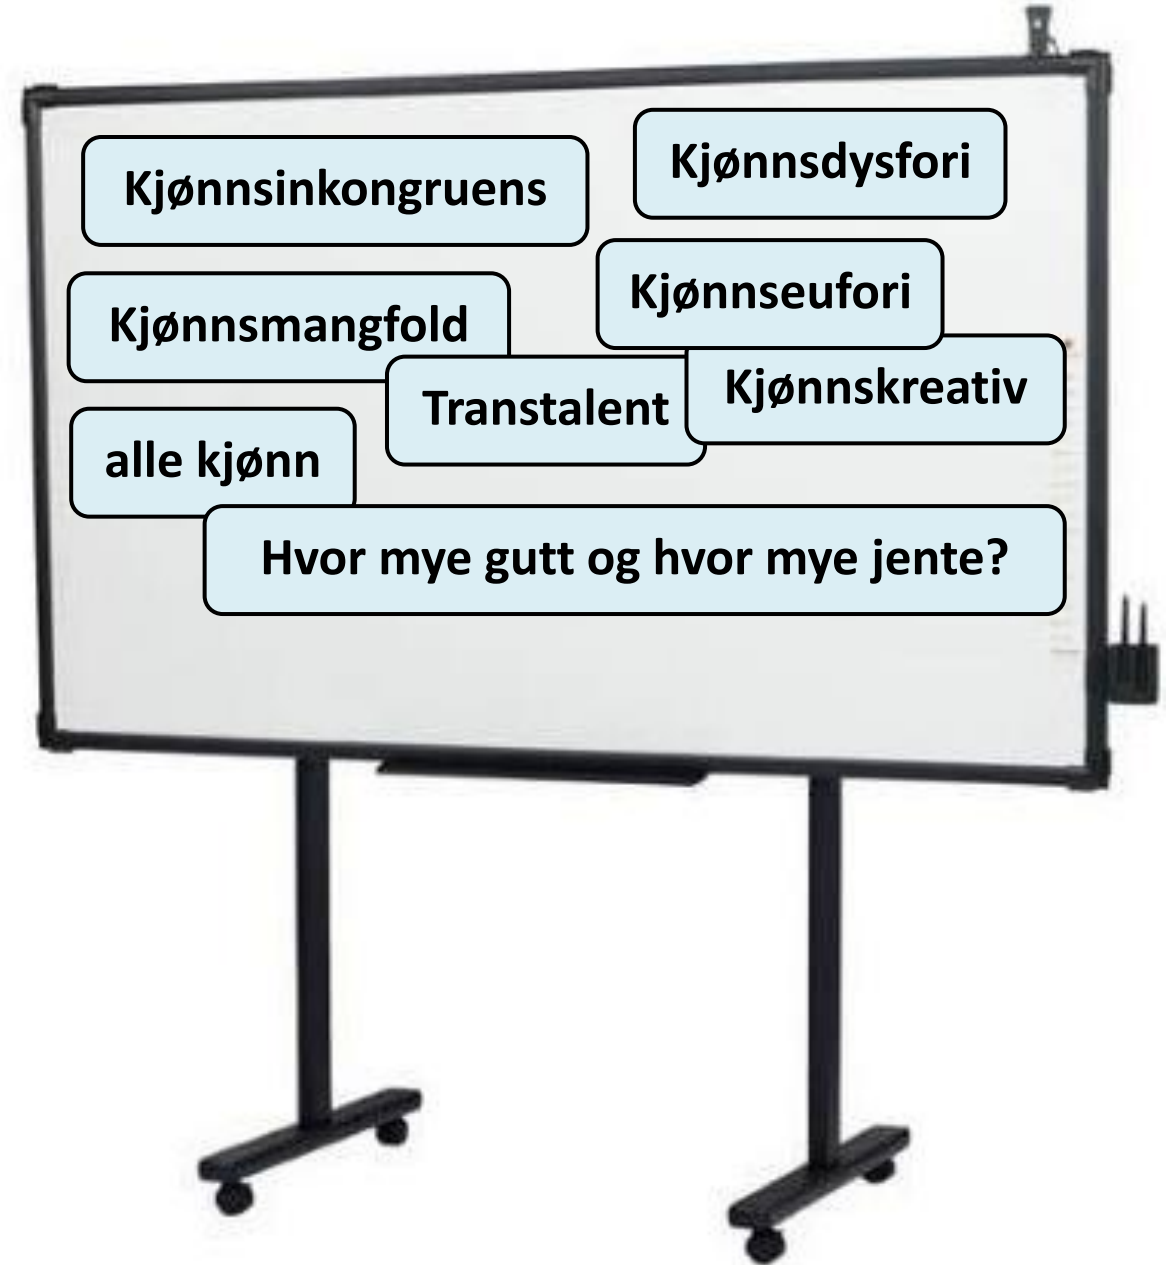 Kjønnsinkongruens
Kjønnsdysfori
Kjønnsmangfold
Kjønnseufori
Transtalent
Kjønnskreativ
alle kjønn
Hvor mye gutt og hvor mye jente?